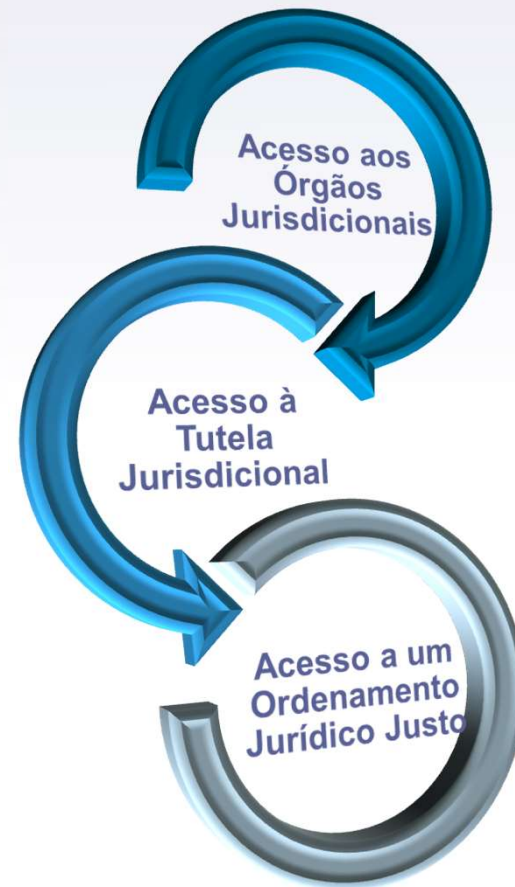 Acesso aos
Órgãos
Jurisdicionais
Acesso à
Tutela
Jurisdicional
Acesso a um
Ordenamento
Jurídico Justo